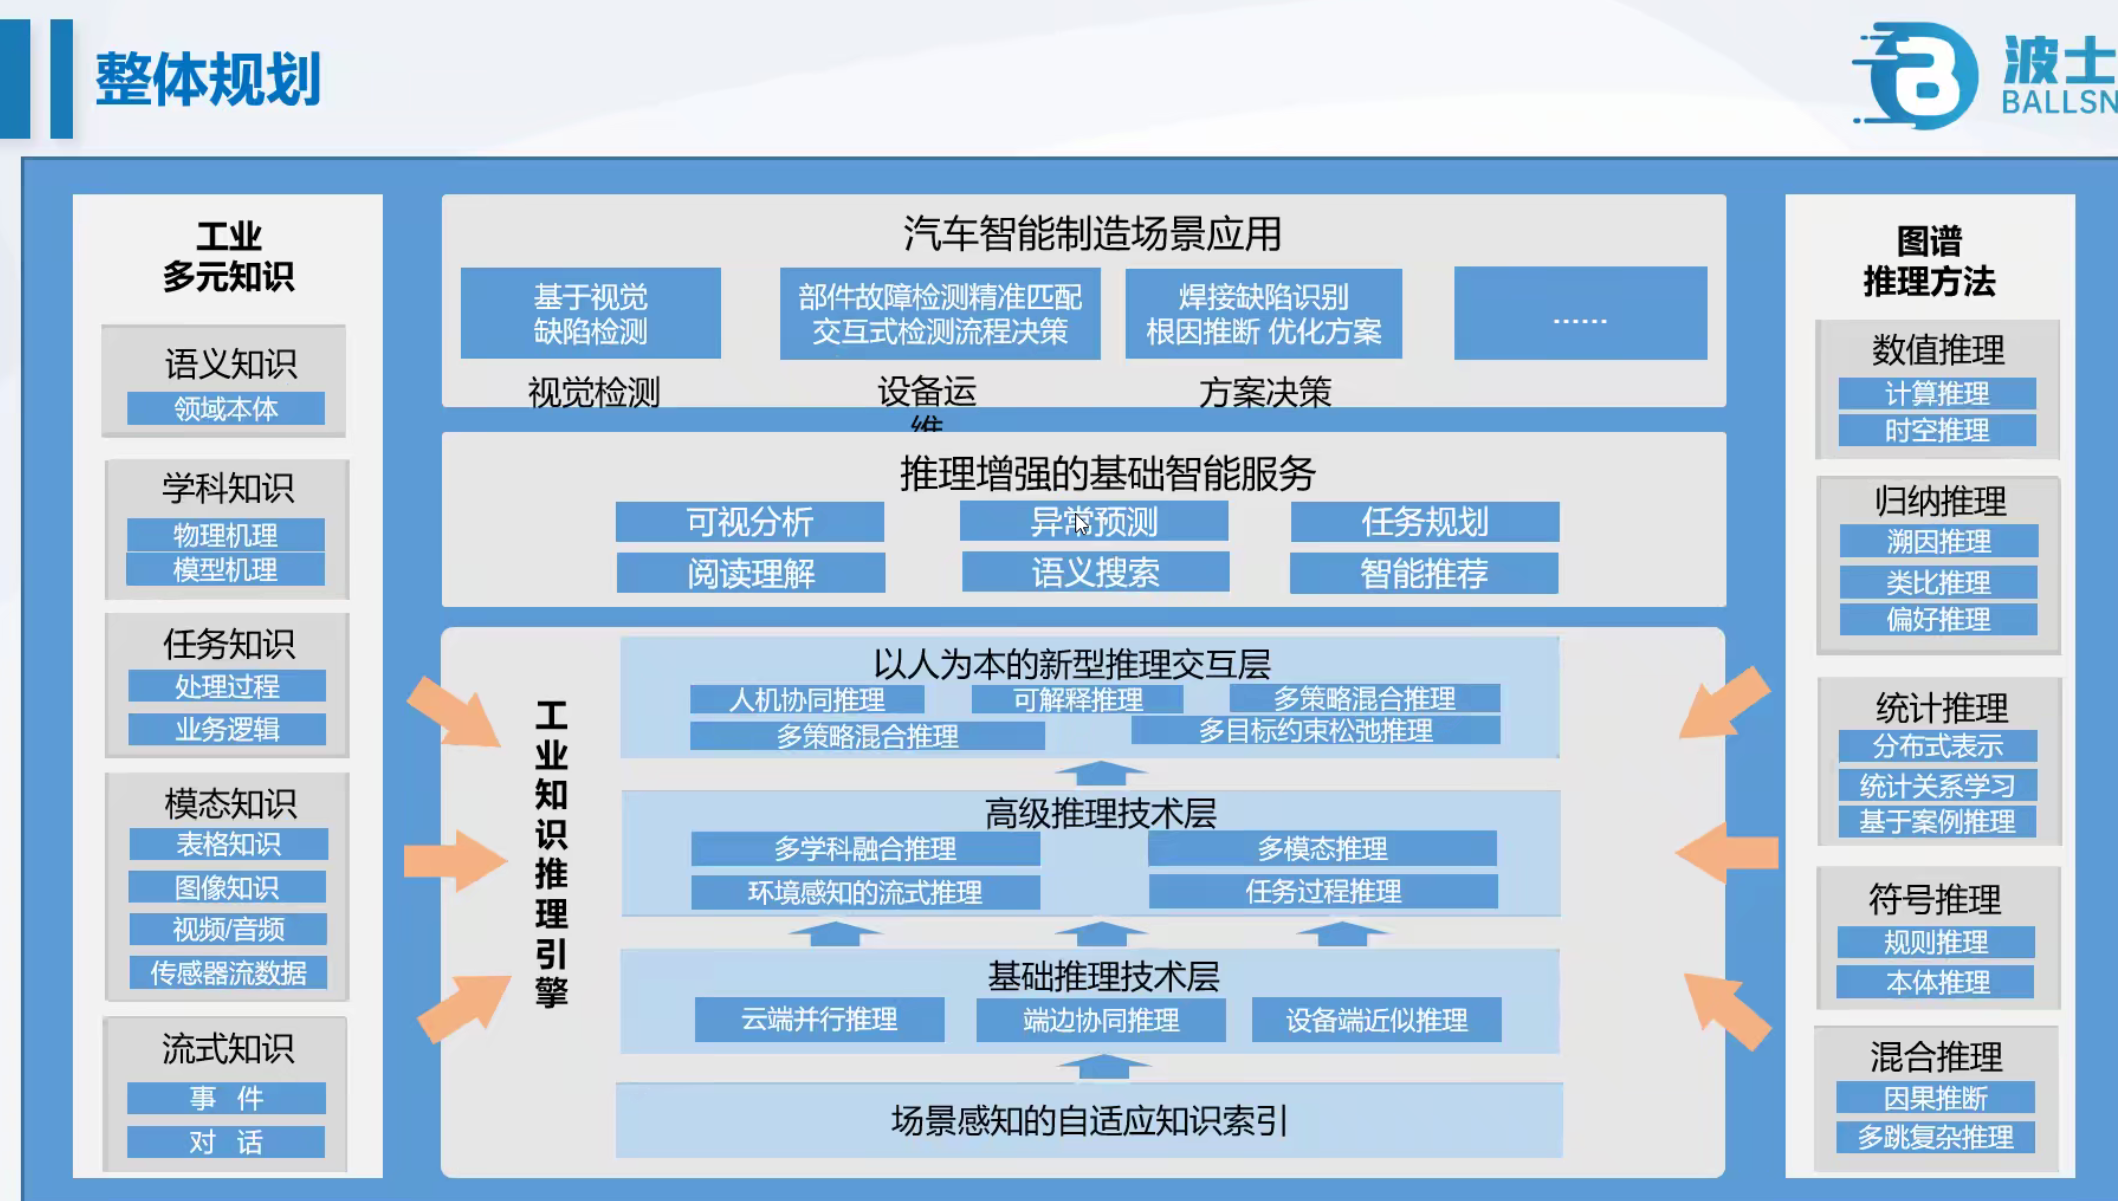 整体规划
波士
BALLSN
工业
多元知识
语义知识
领域本体
学科知识
物理机理
模型机理
任务知识
处理过程
业务逻辑
模态知识
表格知识
图像知识
视频/音频
传感器流数据
流式知识
事 件
对 话
汽车智能制造场景应用
基于视觉
缺陷检测
视觉检测
部件故障检测精准匹配
交互式检测流程决策
设备运
维
焊接缺陷识别
根因推断 优化方案
方案决策
……
推理增强的基础智能服务
可视分析
异常预测
任务规划
阅读理解
语义搜索
智能推荐
工业知识推理引擎
以人为本的新型推理交互层
人机协同推理
可解释推理
多策略混合推理
多策略混合推理
多目标约束松弛推理
高级推理技术层
多学科融合推理
多模态推理
环境感知的流式推理
任务过程推理
基础推理技术层
云端并行推理
端边协同推理
设备端近似推理
场景感知的自适应知识索引
图谱
推理方法
数值推理
计算推理
时空推理
归纳推理
溯因推理
类比推理
偏好推理
统计推理
分布式表示
统计关系学习
基于案例推理
符号推理
规则推理
本体推理
混合推理
因果推断
多跳复杂推理